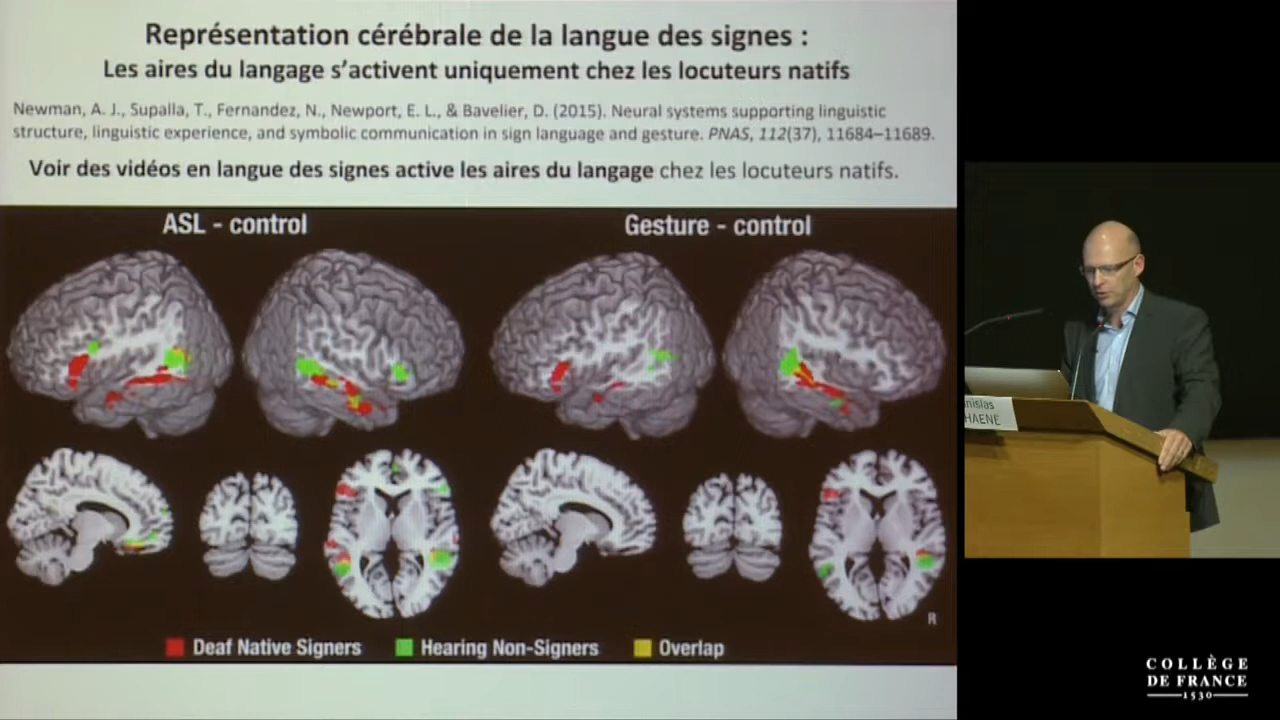 Représentation cérébrale de la langue des signes :
Les aires du langage s’activent uniquement chez les locuteurs natifs
Newman, A. J., Supalla, T., Fernandez, N., Newport, E. L., & Bavelier, D. (2015). Neural systems supporting linguistic
structure, linguistic experience, and symbolic communication in sign language and gesture. PNAS, 112(37), 11684–11689.
Voir des vidéos en langue des signes active les aires du langage chez les locuteurs natifs.
ASL - control
Gesture - control
R
Deaf Native Signers
Hearing Non-Signers
Overlap
nislas
HAENE
COLLÈGE
DE FRANCE
1530